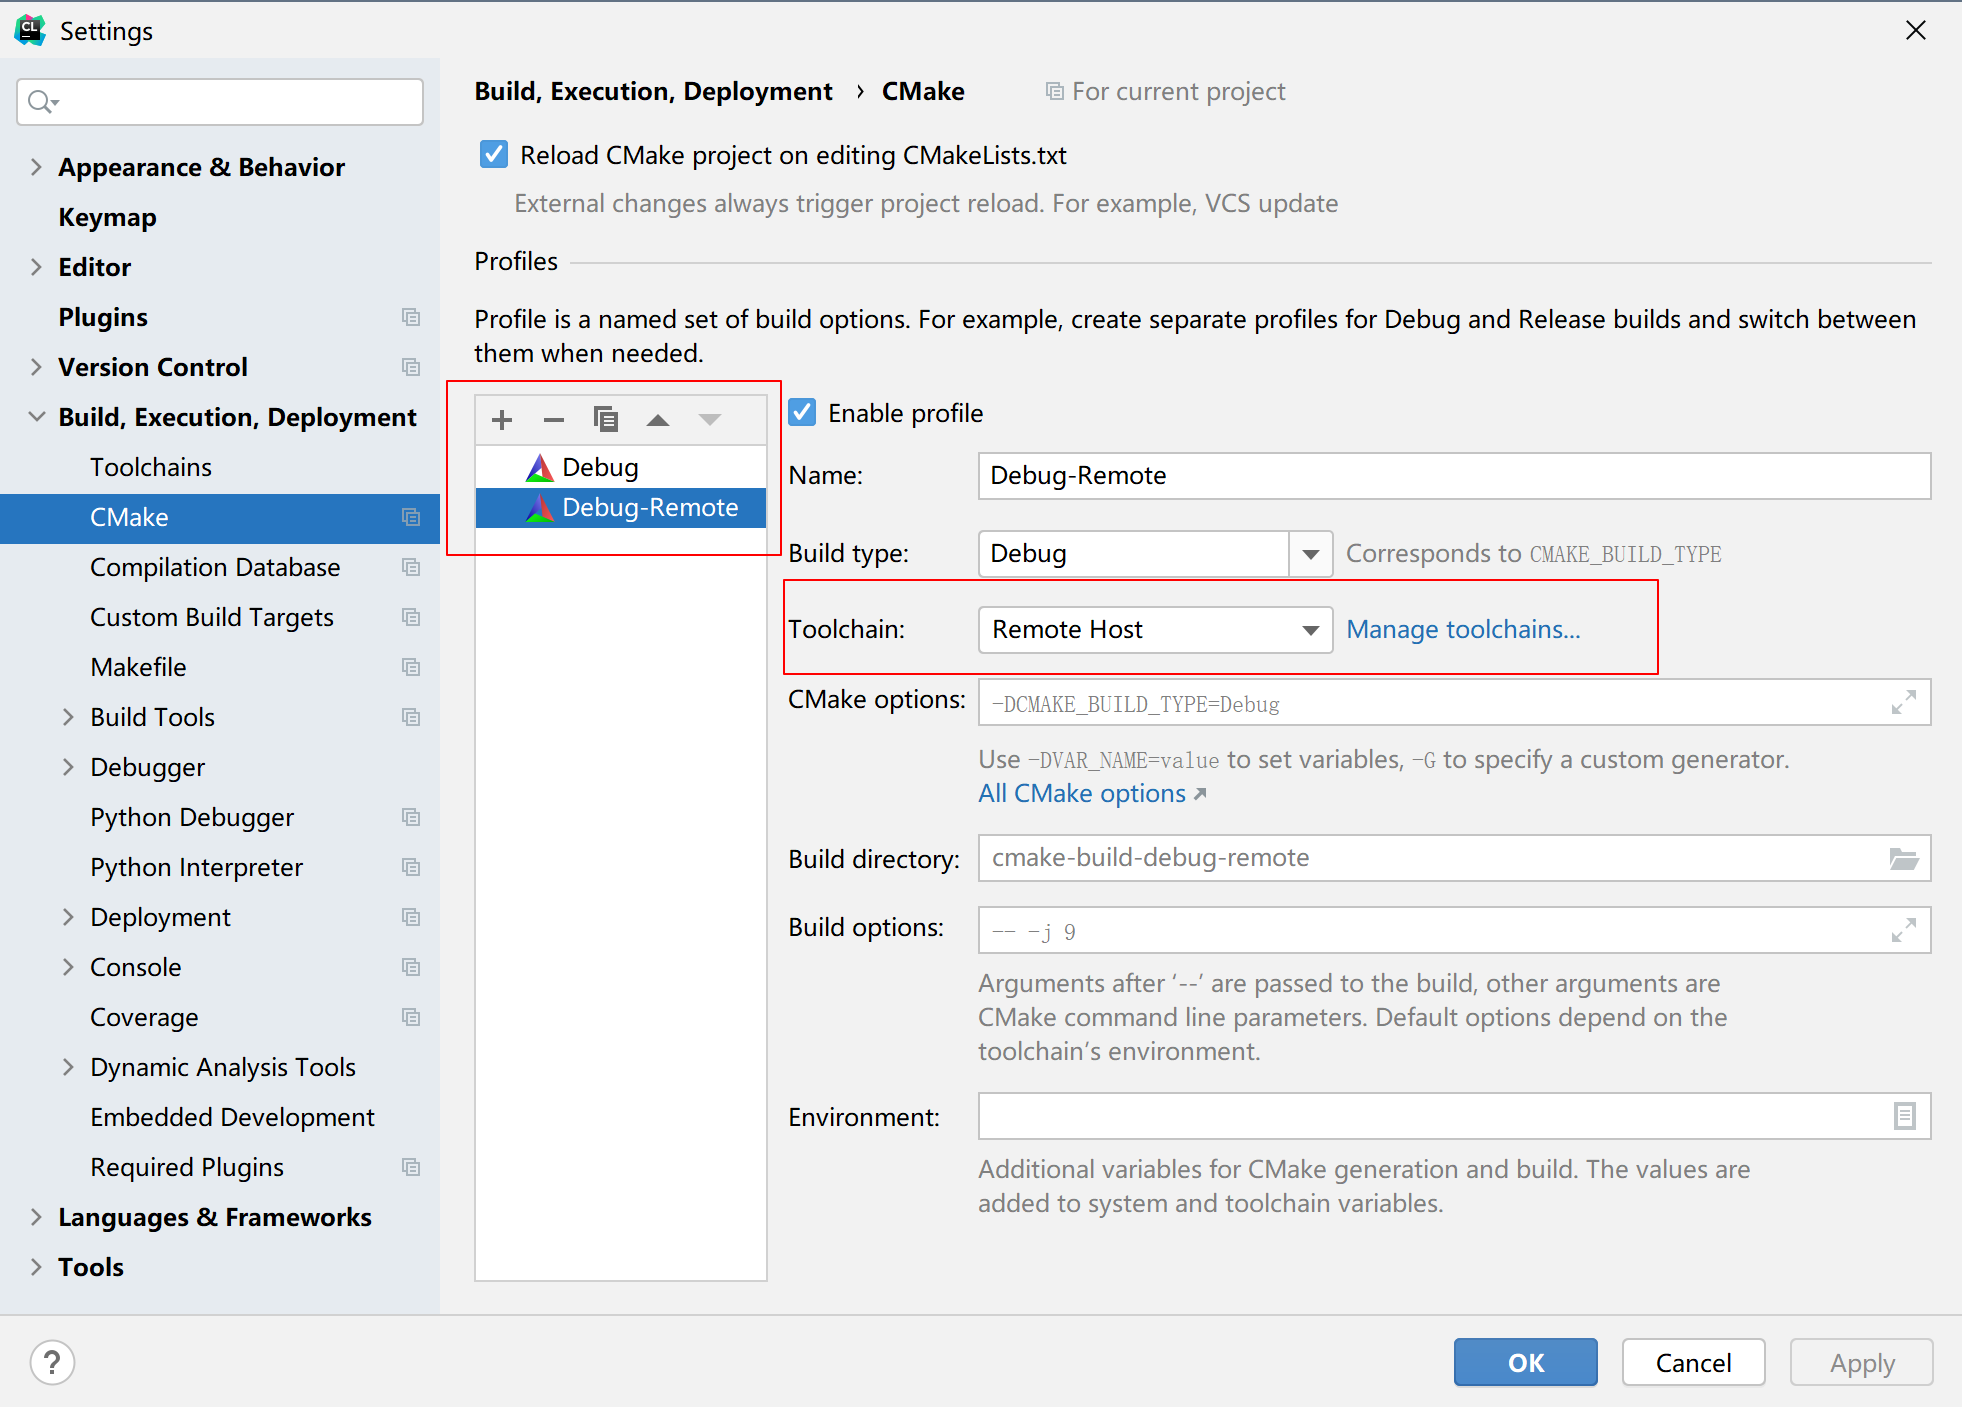 CL
Settings
Appearance & Behavior
Keymap
Editor
Plugins
Version Control
Build, Execution, Deployment
Toolchains
CMake
Compilation Database
Custom Build Targets
Makefile
Build Tools
Debugger
Python Debugger
Python Interpreter
Deployment
Console
Coverage
Dynamic Analysis Tools
Embedded Development
Required Plugins
Languages & Frameworks
Tools
Build, Execution, Deployment › CMake
For current project
Reload CMake project on editing CMakeLists.txt
External changes always trigger project reload. For example, VCS update
Profiles
Profile is a named set of build options. For example, create separate profiles for Debug and Release builds and switch between
them when needed.
Debug
Debug-Remote
Enable profile
Name: Debug-Remote
Build type: Debug Corresponds to CMAKE_BUILD_TYPE
Toolchain: Remote Host Manage toolchains...
CMake options: -DCMAKE_BUILD_TYPE=Debug
Use -DVAR_NAME=value to set variables, -G to specify a custom generator.
All CMake options ↗
Build directory: cmake-build-debug-remote
Build options: -- -j 9
Arguments after ‘--’ are passed to the build, other arguments are
CMake command line parameters. Default options depend on the
toolchain’s environment.
Environment:
Additional variables for CMake generation and build. The values are
added to system and toolchain variables.
?
OK
Cancel
Apply